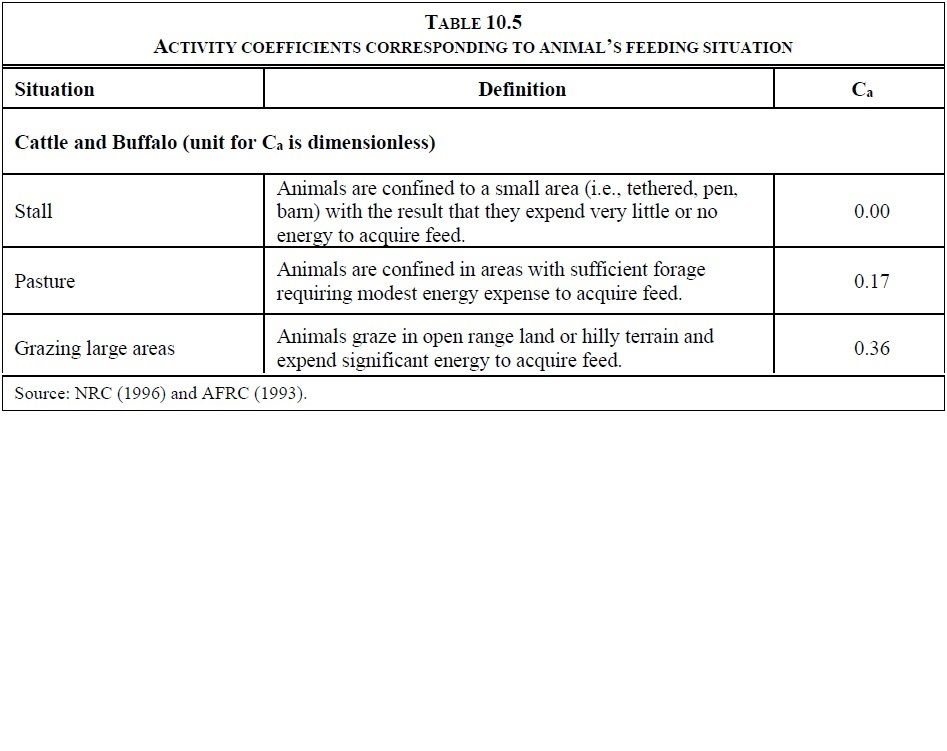 TABLE 10.5
ACTIVITY COEFFICIENTS CORRESPONDING TO ANIMAL’S FEEDING SITUATION
Situation Definition Cₐ
Cattle and Buffalo (unit for Cₐ is dimensionless)
Stall
Animals are confined to a small area (i.e., tethered, pen,
barn) with the result that they expend very little or no
energy to acquire feed.
0.00
Pasture
Animals are confined in areas with sufficient forage
requiring modest energy expense to acquire feed.
0.17
Grazing large areas
Animals graze in open range land or hilly terrain and
expend significant energy to acquire feed.
0.36
Source: NRC (1996) and AFRC (1993).